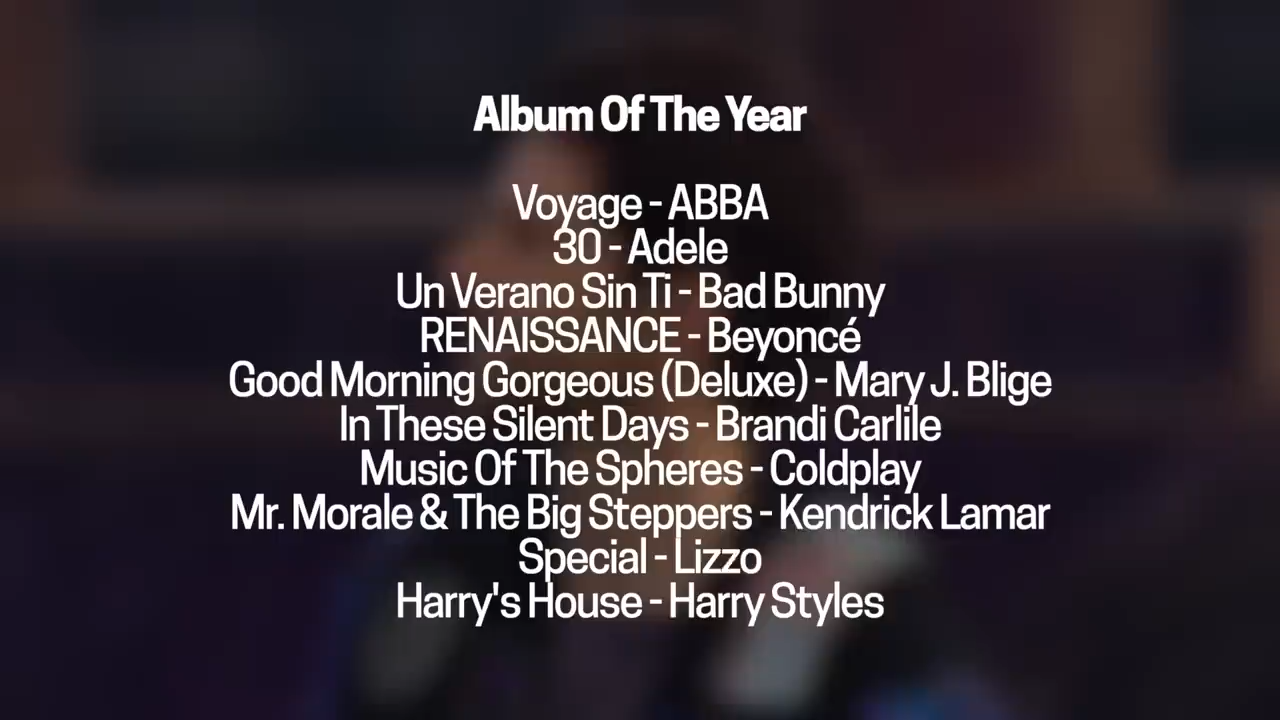 Album Of The Year
Voyage - ABBA
30 - Adele
Un Verano Sin Ti - Bad Bunny
RENAISSANCE - Beyoncé
Good Morning Gorgeous (Deluxe) - Mary J. Blige
In These Silent Days - Brandi Carlile
Music Of The Spheres - Coldplay
Mr. Morale & The Big Steppers - Kendrick Lamar
Special - Lizzo
Harry's House - Harry Styles